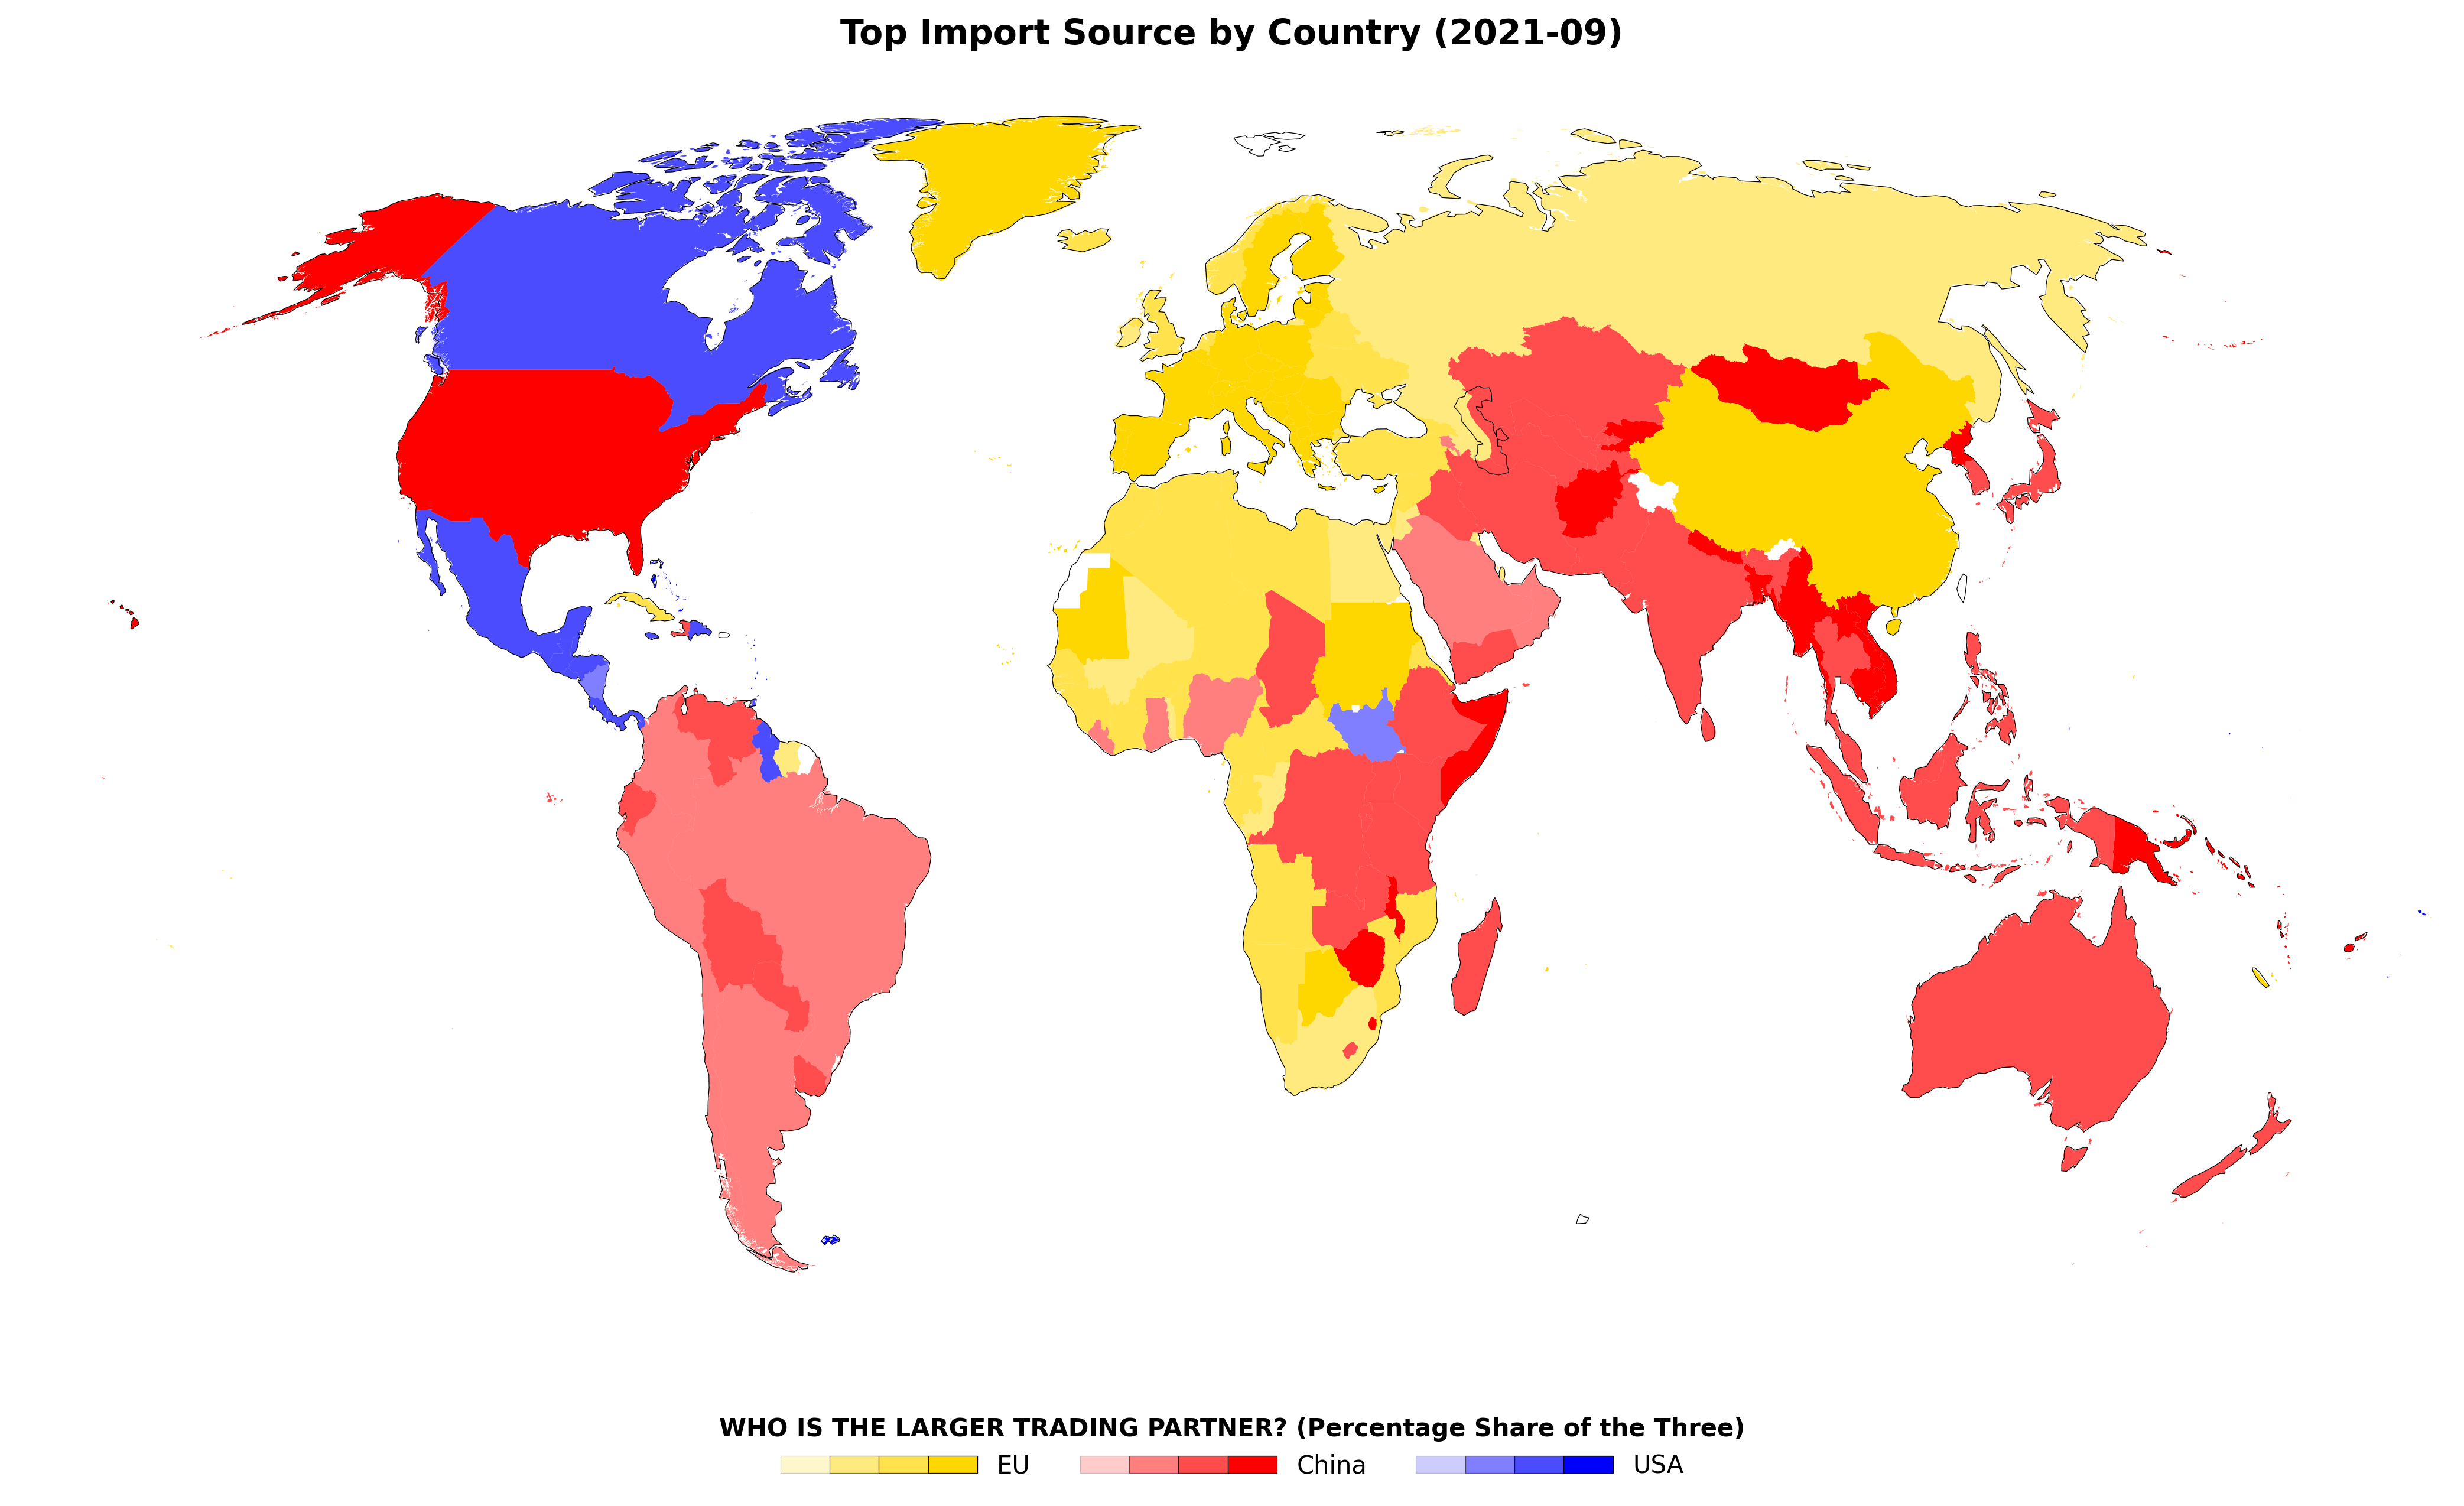 Top Import Source by Country (2021-09)
WHO IS THE LARGER TRADING PARTNER? (Percentage Share of the Three)
EU China USA